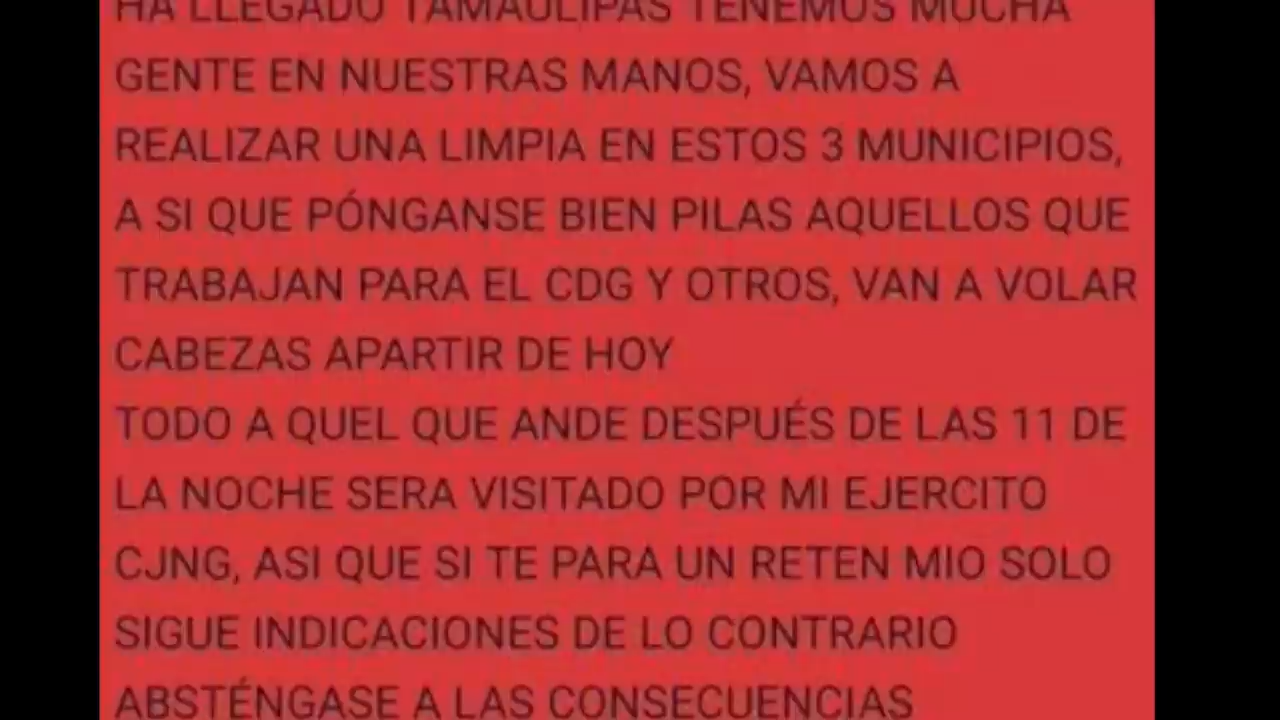 HA LLEGADO TAMAULIPAS TENEMOS MUCHA
GENTE EN NUESTRAS MANOS, VAMOS A
REALIZAR UNA LIMPIA EN ESTOS 3 MUNICIPIOS,
A SI QUE PÓNGANSE BIEN PILAS AQUELLOS QUE
TRABAJAN PARA EL CDG Y OTROS, VAN A VOLAR
CABEZAS APARTIR DE HOY
TODO A QUEL QUE ANDE DESPUÉS DE LAS 11 DE
LA NOCHE SERA VISITADO POR MI EJERCITO
CJNG, ASI QUE SI TE PARA UN RETEN MIO SOLO
SIGUE INDICACIONES DE LO CONTRARIO
ABSTÉNGASE A LAS CONSECUENCIAS